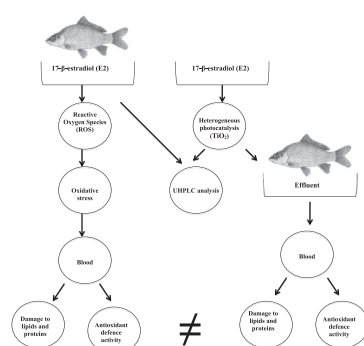 17-β-estradiol (E2)
17-β-estradiol (E2)
Reactive
Oxygen Species
(ROS)
Heterogeneous
photocatalysis
(TiO₂)
Oxidative
stress
UHPLC analysis
Effluent
Blood
Blood
Damage to
lipids and
proteins
Antioxidant
defence
activity
≠
Damage to
lipids and
proteins
Antioxidant
defence
activity